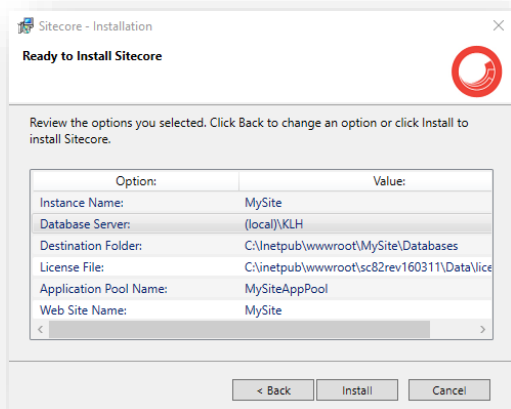 Sitecore - Installation
Ready to Install Sitecore
Review the options you selected. Click Back to change an option or click Install to
install Sitecore.
Option: Value:
Instance Name: MySite
Database Server: (local)\KLH
Destination Folder: C:\Inetpub\wwwroot\MySite\Databases
License File: C:\inetpub\wwwroot\sc82rev160311\Data\lice
Application Pool Name: MySiteAppPool
Web Site Name: MySite
< Back Install Cancel